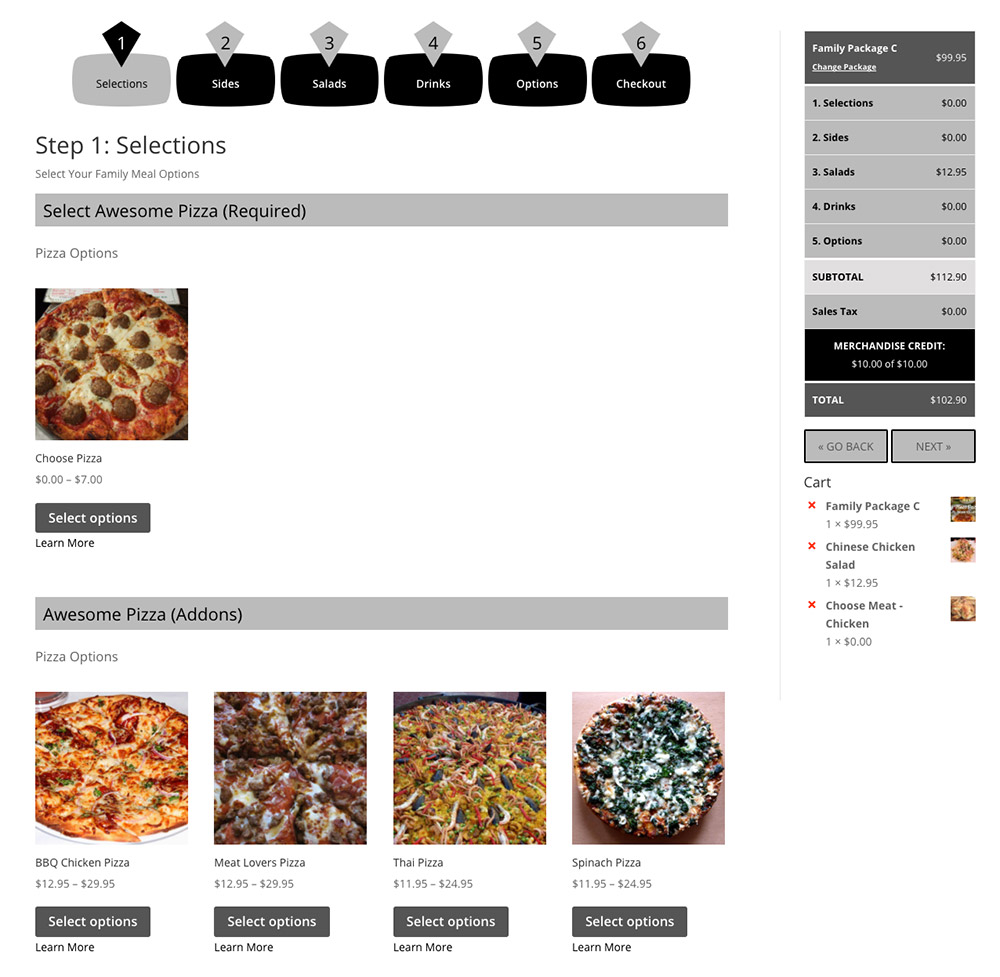 1
2
3
4
5
6
Selections
Sides
Salads
Drinks
Options
Checkout
Step 1: Selections
Select Your Family Meal Options
Select Awesome Pizza (Required)
Pizza Options
Choose Pizza
$0.00 – $7.00
Select options
Learn More
Awesome Pizza (Addons)
Pizza Options
BBQ Chicken Pizza
$12.95 – $29.95
Select options
Learn More
Meat Lovers Pizza
$12.95 – $29.95
Select options
Learn More
Thai Pizza
$11.95 – $24.95
Select options
Learn More
Spinach Pizza
$11.95 – $24.95
Select options
Learn More
Family Package C $99.95
Change Package
1. Selections $0.00
2. Sides $0.00
3. Salads $12.95
4. Drinks $0.00
5. Options $0.00
SUBTOTAL $112.90
Sales Tax $0.00
MERCHANDISE CREDIT:
$10.00 of $10.00
TOTAL $102.90
« GO BACK
NEXT »
Cart
× Family Package C
1 × $99.95
× Chinese Chicken
Salad
1 × $12.95
× Choose Meat -
Chicken
1 × $0.00